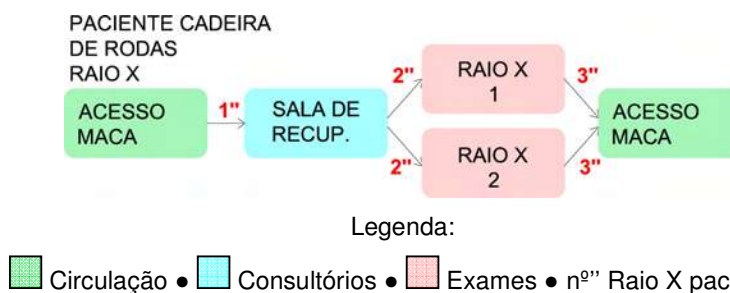 PACIENTE CADEIRA
DE RODAS
RAIO X
ACESSO
MACA
1"
SALA DE
RECUP.
2"
RAIO X
1
3"
2"
RAIO X
2
3"
ACESSO
MACA
Legenda:
Circulação ● Consultórios ● Exames ● nº’’ Raio X pac